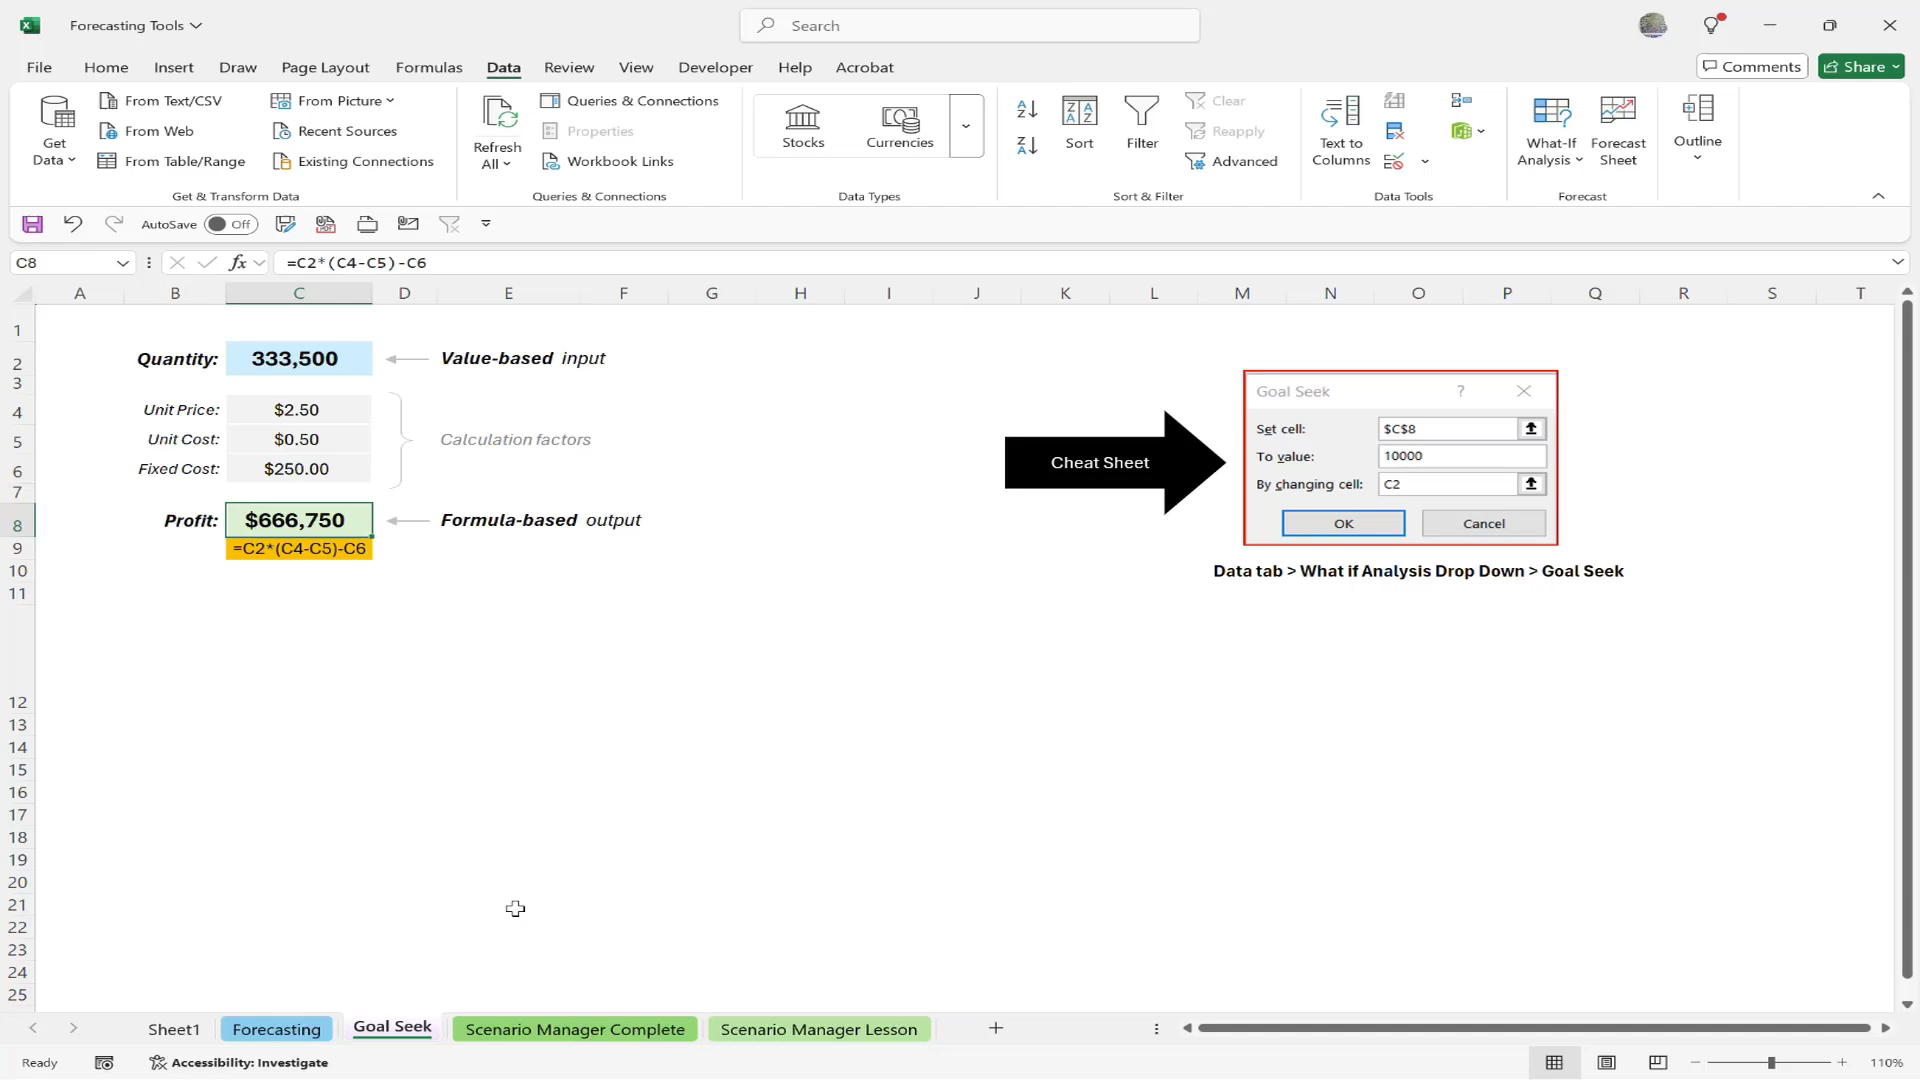 Forecasting Tools
Search
File Home Insert Draw Page Layout Formulas Data Review View Developer Help Acrobat
Comments
Share
Get Data
From Text/CSV
From Web
From Table/Range
From Picture
Recent Sources
Existing Connections
Get & Transform Data
Refresh All
Queries & Connections
Properties
Workbook Links
Queries & Connections
Stocks
Currencies
Data Types
Sort
Filter
Clear
Reapply
Advanced
Sort & Filter
Text to Columns
Data Tools
What-If Analysis
Forecast Sheet
Forecast
Outline
AutoSave Off
C8
fx
=C2*(C4-C5)-C6
A B C D E F G H I J K L M N O P Q R S T
1
2
3
4
5
6
7
8
9
10
11
12
13
14
15
16
17
18
19
20
21
22
23
24
25
Quantity: 333,500 Value-based input
Unit Price: $2.50
Unit Cost: $0.50 Calculation factors
Fixed Cost: $250.00
Profit: $666,750 Formula-based output
=C2*(C4-C5)-C6
Cheat Sheet
Goal Seek ?
Set cell: $C$8
To value: 10000
By changing cell: C2
OK Cancel
Data tab > What if Analysis Drop Down > Goal Seek
Sheet1 Forecasting Goal Seek Scenario Manager Complete Scenario Manager Lesson
Ready
Accessibility: Investigate
110%